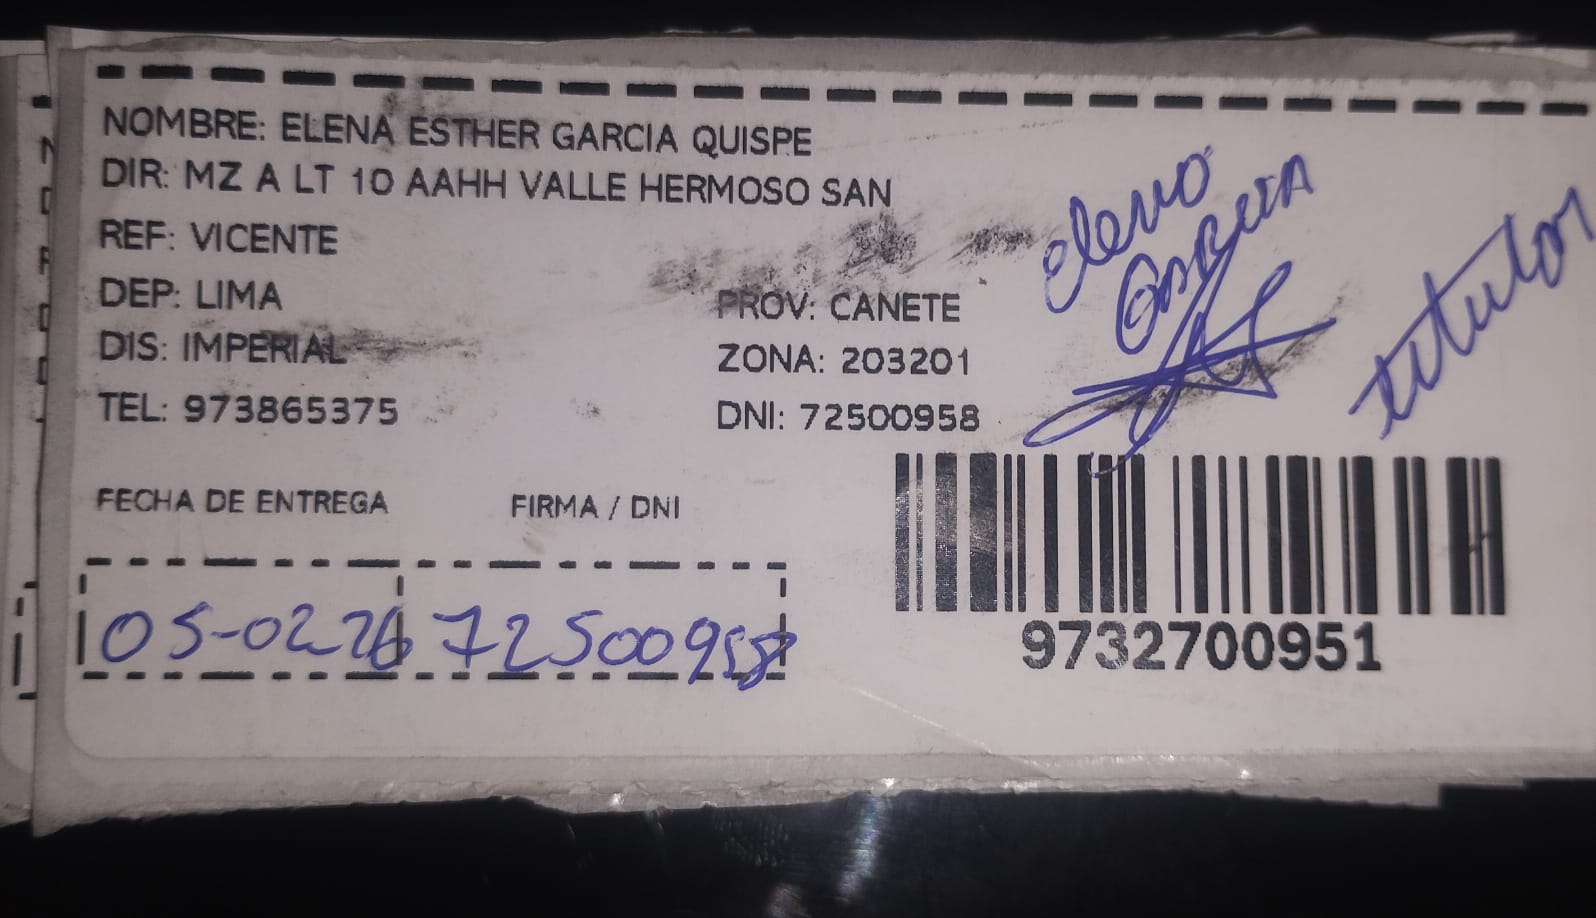 NOMBRE: ELENA ESTHER GARCIA QUISPE
DIR: MZ A LT 10 AAHH VALLE HERMOSO SAN
REF: VICENTE
DEP: LIMA
PROV: CANETE
DIS: IMPERIAL
ZONA: 203201
TEL: 973865375
DNI: 72500958
eleno
GARCIA
titular
FECHA DE ENTREGA
FIRMA / DNI
05-02 26
72500958
9732700951